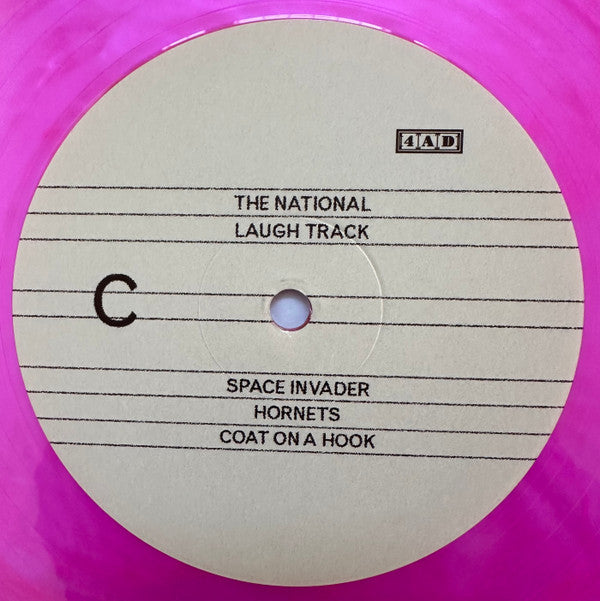 4AD
THE NATIONAL
LAUGH TRACK
C
SPACE INVADER
HORNETS
COAT ON A HOOK